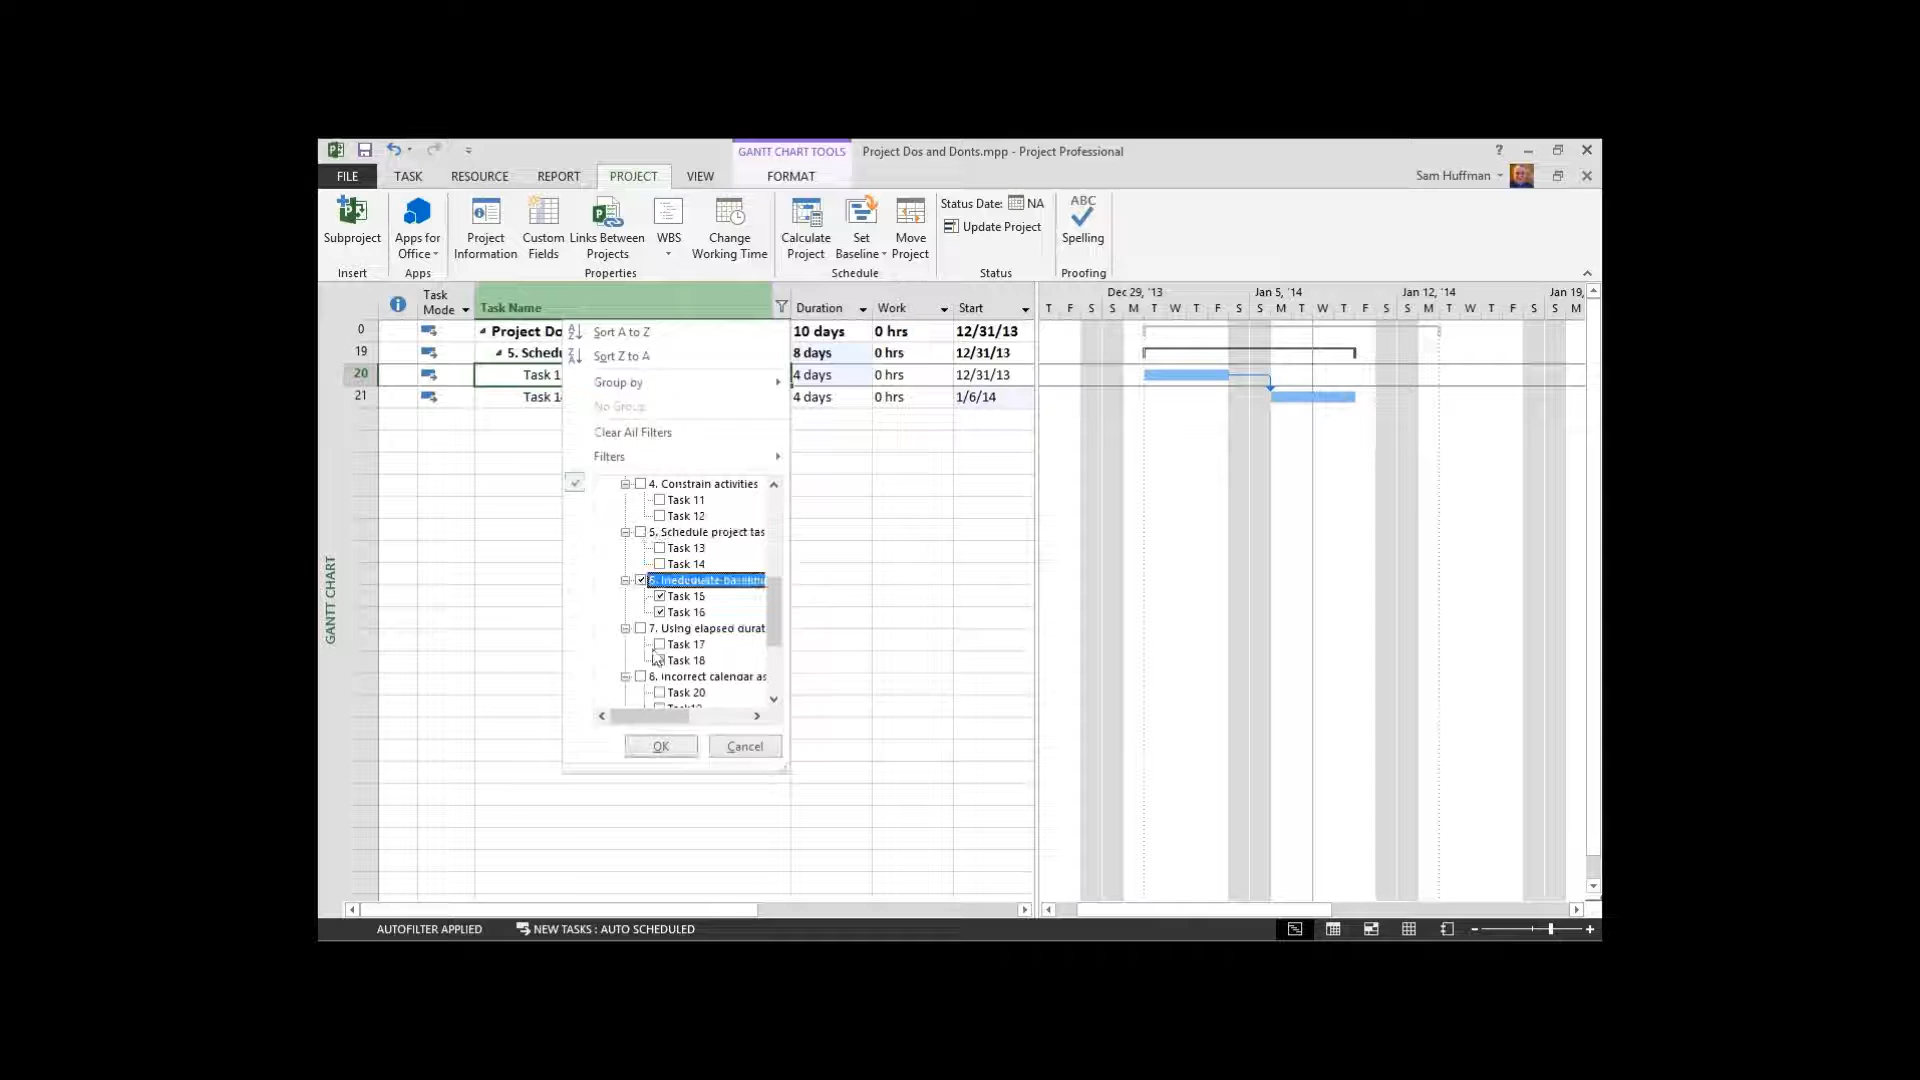 GANTT CHART TOOLS
Project Dos and Donts.mpp - Project Professional
?
FILE TASK RESOURCE REPORT PROJECT VIEW FORMAT
Sam Huffman
Subproject
Apps for
Office
Project
Information
Custom
Fields
Links Between
Projects
WBS
Change
Working Time
Calculate
Project
Set
Baseline
Move
Project
Status Date: NA
Update Project
ABC
Spelling
Insert Apps Properties Schedule Status Proofing
Task
Mode
Task Name Duration Work Start
Dec 29, '13 Jan 5, '14 Jan 12, '14 Jan 19,
T F S S M T W T F S S M T W T F S S M T W T F S S M
0 Project Do 10 days 0 hrs 12/31/13
19 5. Schedu 8 days 0 hrs 12/31/13
20 Task 1 4 days 0 hrs 12/31/13
21 Task 14 4 days 0 hrs 1/6/14
Sort A to Z
Sort Z to A
Group by
No Group
Clear All Filters
Filters
4. Constrain activities
Task 11
Task 12
5. Schedule project tas
Task 13
Task 14
6. Inadequate baselin
Task 15
Task 16
7. Using elapsed durat
Task 17
Task 18
8. Incorrect calendar as
Task 20
Task19
OK Cancel
GANTT CHART
AUTOFILTER APPLIED
NEW TASKS : AUTO SCHEDULED